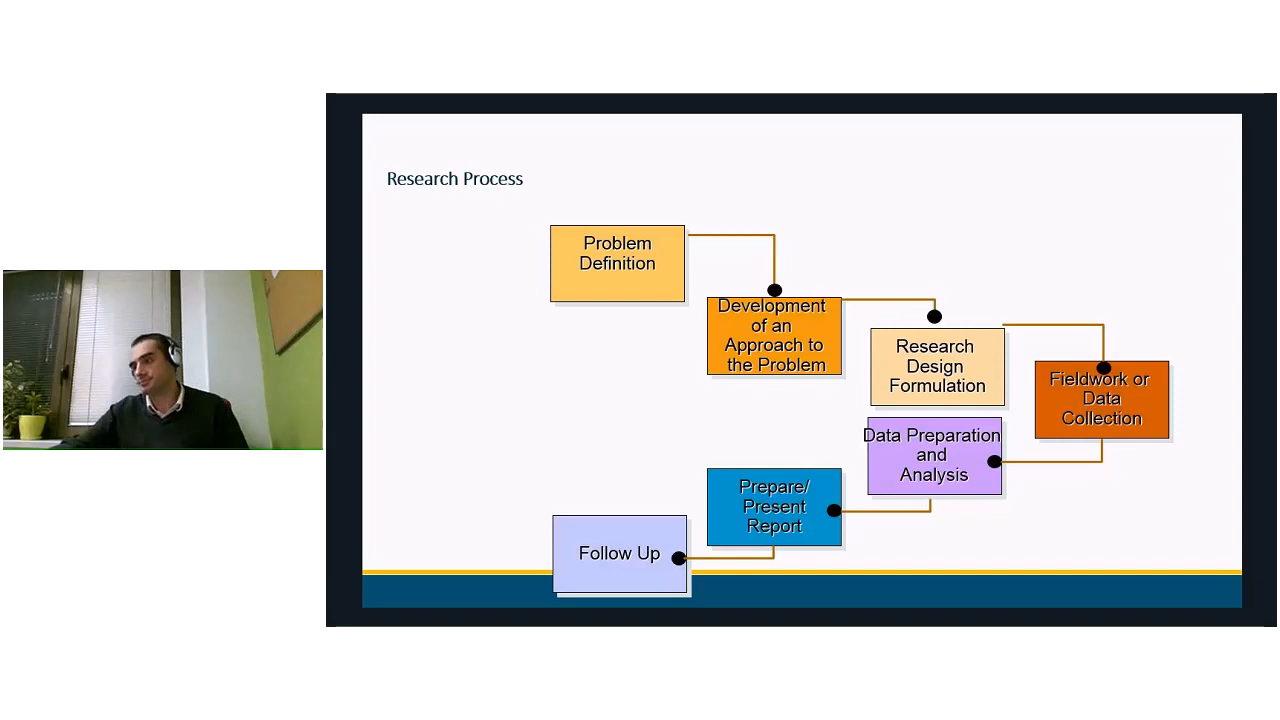 Research Process
Problem
Definition
Development
of an
Approach to
the Problem
Research
Design
Formulation
Fieldwork or
Data
Collection
Data Preparation
and
Analysis
Prepare/
Present
Report
Follow Up